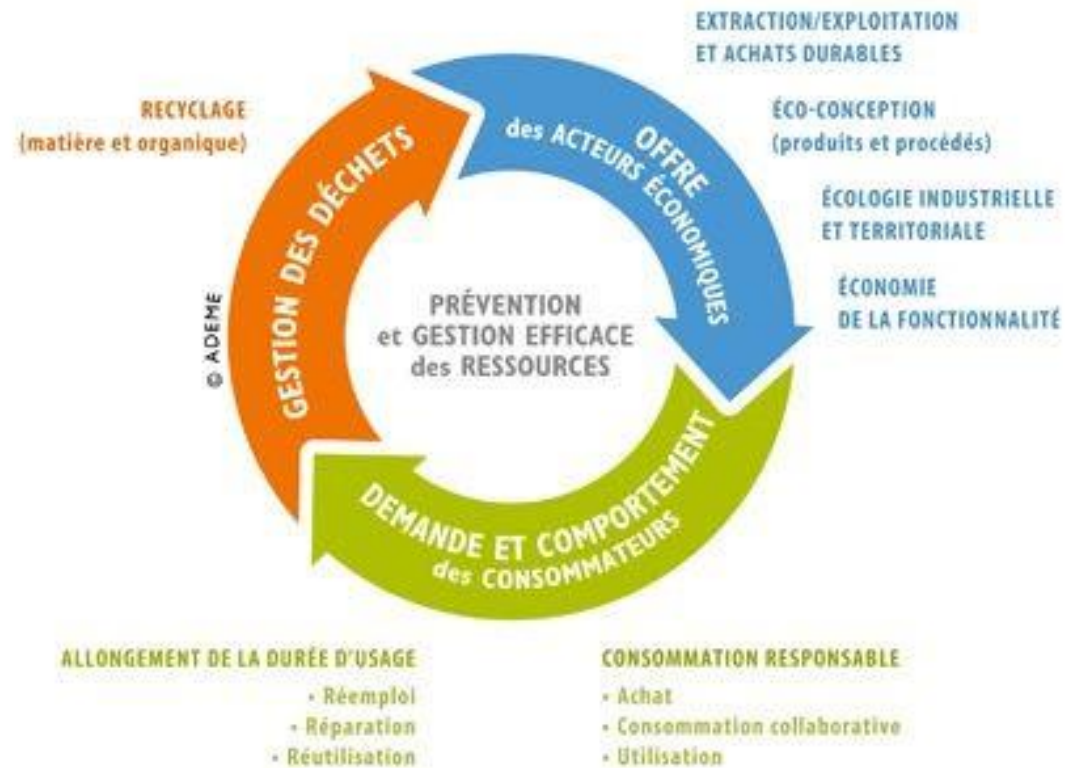 EXTRACTION/EXPLOITATION
ET ACHATS DURABLES
ÉCO-CONCEPTION
(produits et procédés)
ÉCOLOGIE INDUSTRIELLE
ET TERRITORIALE
ÉCONOMIE
DE LA FONCTIONNALITÉ
RECYCLAGE
(matière et organique)
OFFRE
des ACTEURS ÉCONOMIQUES
GESTION DES DÉCHETS
PRÉVENTION
et GESTION EFFICACE
des RESSOURCES
© ADEME
DEMANDE ET COMPORTEMENT
des CONSOMMATEURS
ALLONGEMENT DE LA DURÉE D'USAGE
• Réemploi
• Réparation
• Réutilisation
CONSOMMATION RESPONSABLE
• Achat
• Consommation collaborative
• Utilisation